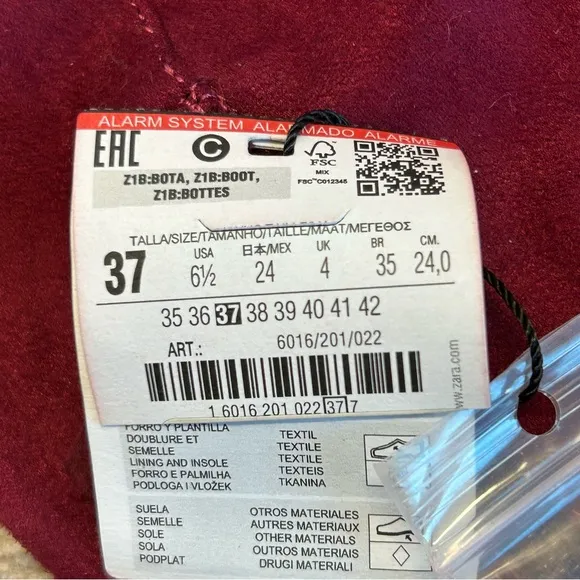 ALARM SYSTEM ALARMADO ALARME
EAC C FSC
MIX
FSC™C012345
Z1B:BOTA, Z1B:BOOT,
Z1B:BOTTES
TALLA/SIZE/TAMANHO/TAILLE/MAAT/ΜΕΓΕΘΟΣ
37 USA 日本/MEX UK BR CM.
6½ 24 4 35 24,0
35 36 37 38 39 40 41 42
ART.: 6016/201/022
1 6016 201 022 37 7
www.zara.com
FORRO Y PLANTILLA TEXTIL
DOUBLURE ET TEXTILE
SEMELLE TEXTILE
LINING AND INSOLE TEXTEIS
FORRO E PALMILHA TKANINA
PODLOGA I VLOŻEK
SUELA OTROS MATERIALES
SEMELLE AUTRES MATERIAUX
SOLE OTHER MATERIALS
SOLA OUTROS MATERIAIS
PODPLAT DRUGI MATERIALI